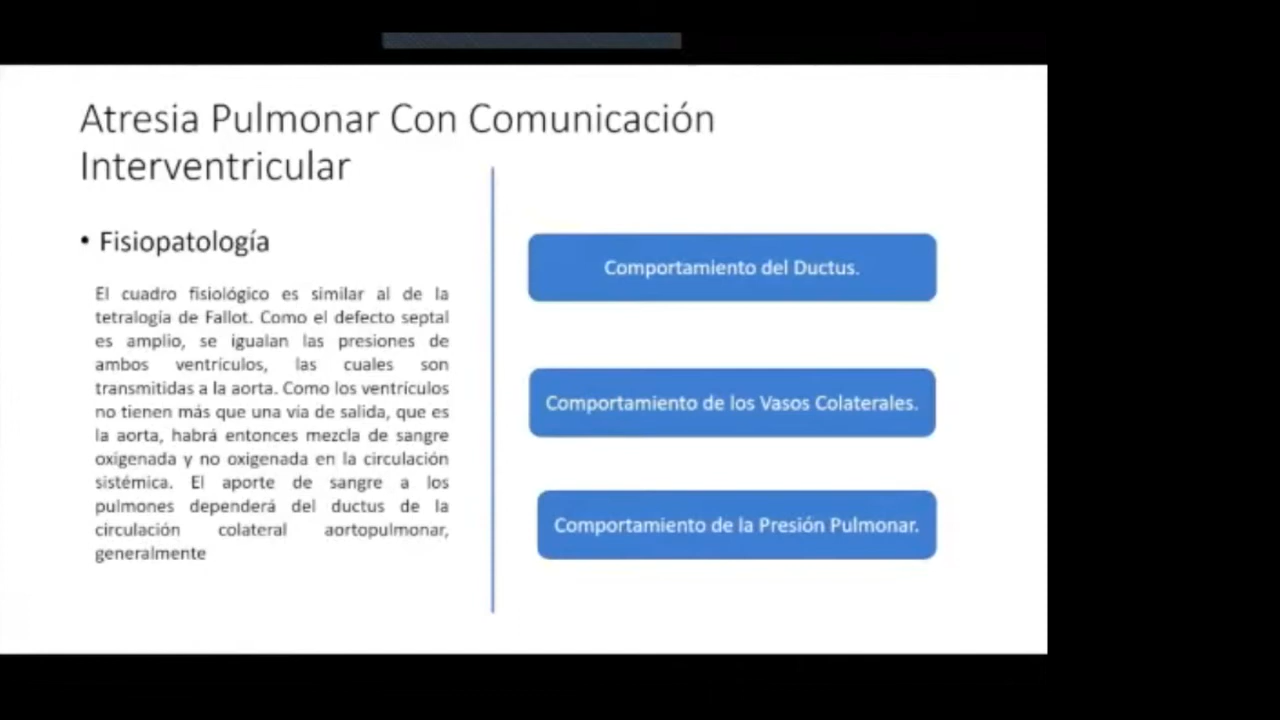 Atresia Pulmonar Con Comunicación
Interventricular
• Fisiopatología
El cuadro fisiológico es similar al de la
tetralogía de Fallot. Como el defecto septal
es amplio, se igualan las presiones de
ambos ventrículos, las cuales son
transmitidas a la aorta. Como los ventrículos
no tienen más que una via de salida, que es
la aorta, habrá entonces mezcla de sangre
oxigenada y no oxigenada en la circulación
sistémica. El aporte de sangre a los
pulmones dependerá del ductus de la
circulación colateral aortopulmonar,
generalmente
Comportamiento del Ductus.
Comportamiento de los Vasos Colaterales.
Comportamiento de la Presión Pulmonar.